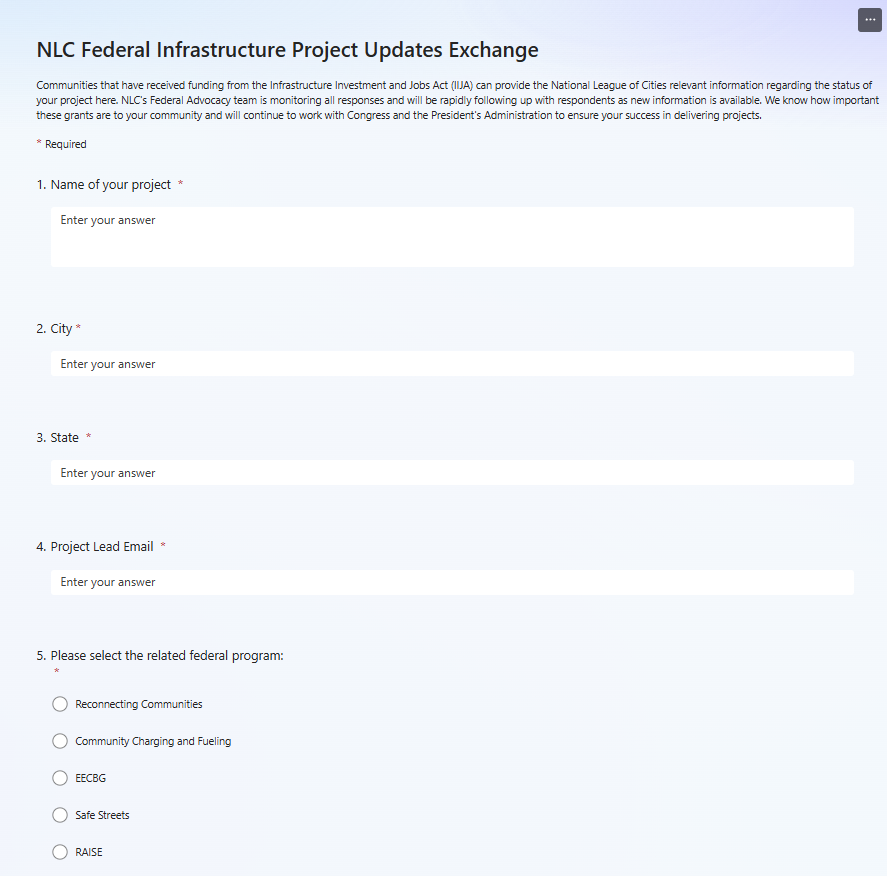 NLC Federal Infrastructure Project Updates Exchange
Communities that have received funding from the Infrastructure Investment and Jobs Act (IIJA) can provide the National League of Cities relevant information regarding the status of
your project here. NLC's Federal Advocacy team is monitoring all responses and will be rapidly following up with respondents as new information is available. We know how important
these grants are to your community and will continue to work with Congress and the President's Administration to ensure your success in delivering projects.
* Required
1. Name of your project *
Enter your answer
2. City *
Enter your answer
3. State *
Enter your answer
4. Project Lead Email *
Enter your answer
5. Please select the related federal program:
*
Reconnecting Communities
Community Charging and Fueling
EECBG
Safe Streets
RAISE